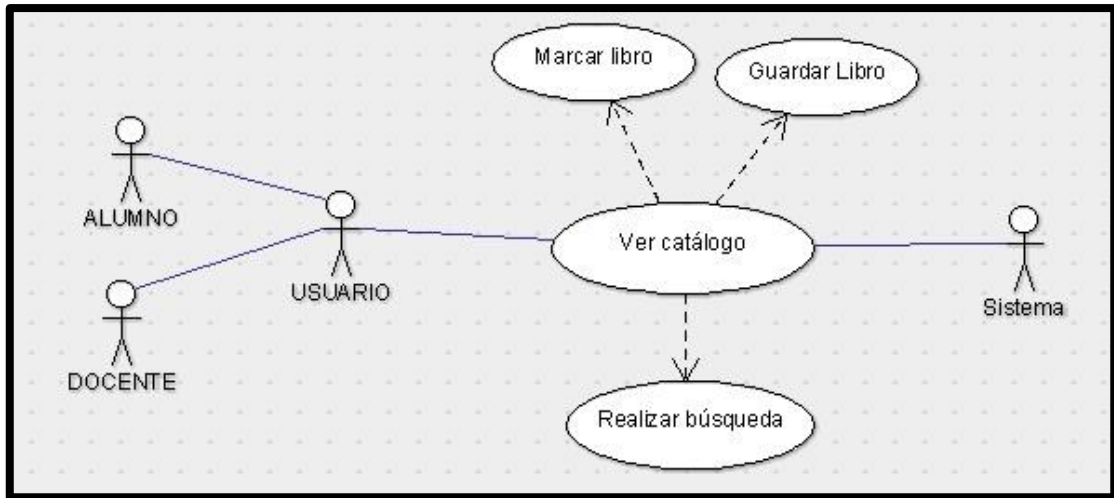 Marcar libro
Guardar Libro
ALUMNO
USUARIO
Ver catálogo
Sistema
DOCENTE
Realizar búsqueda